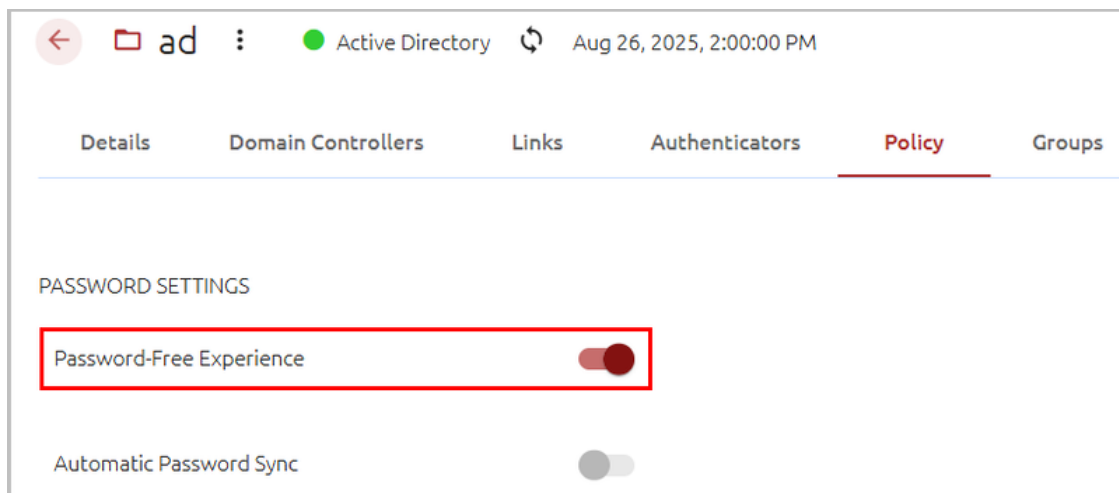 ad Active Directory Aug 26, 2025, 2:00:00 PM
Details Domain Controllers Links Authenticators Policy Groups
PASSWORD SETTINGS
Password-Free Experience
Automatic Password Sync